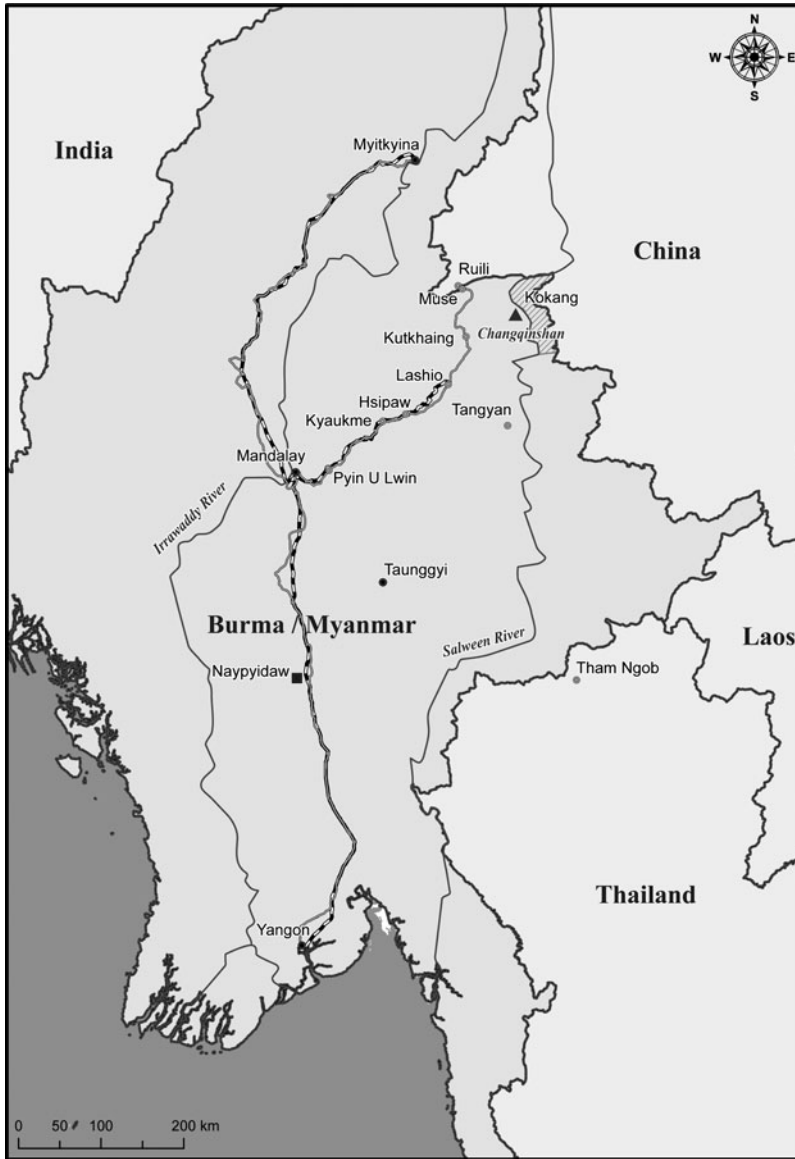 N
W E
S
Myitkyina
India
China
Ruili
Muse
Kokang
Changqinshan
Kutkhaing
Lashio
Hsipaw
Tangyan
Kyaukme
Mandalay
Pyin U Lwin
Irrawaddy River
Taunggyi
Burma / Myanmar
Salween River
Laos
Naypyidaw
Tham Ngob
Thailand
Yangon
0 50 100 200 km